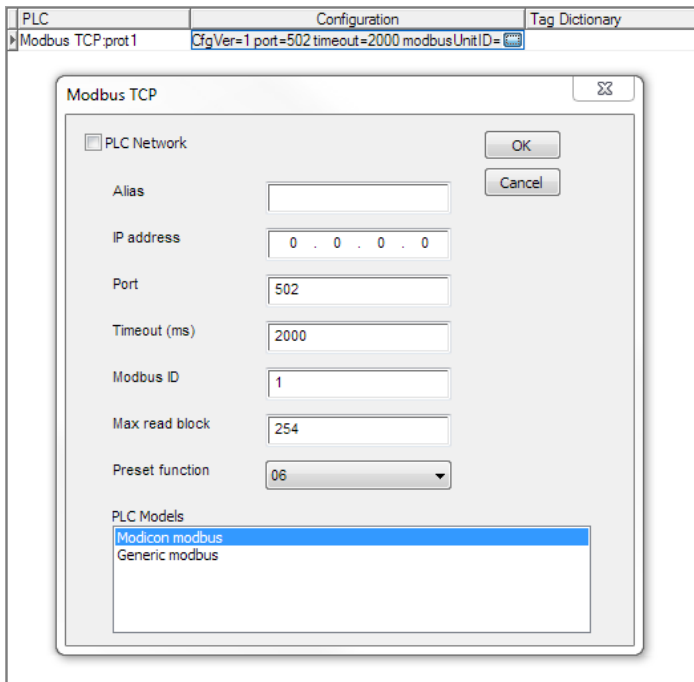 PLC Configuration Tag Dictionary
Modbus TCP:prot1 CfgVer=1 port=502 timeout=2000 modbusUnitID=
Modbus TCP
PLC Network OK
Cancel
Alias
IP address 0 . 0 . 0 . 0
Port 502
Timeout (ms) 2000
Modbus ID 1
Max read block 254
Preset function 06
PLC Models
Modicon modbus
Generic modbus